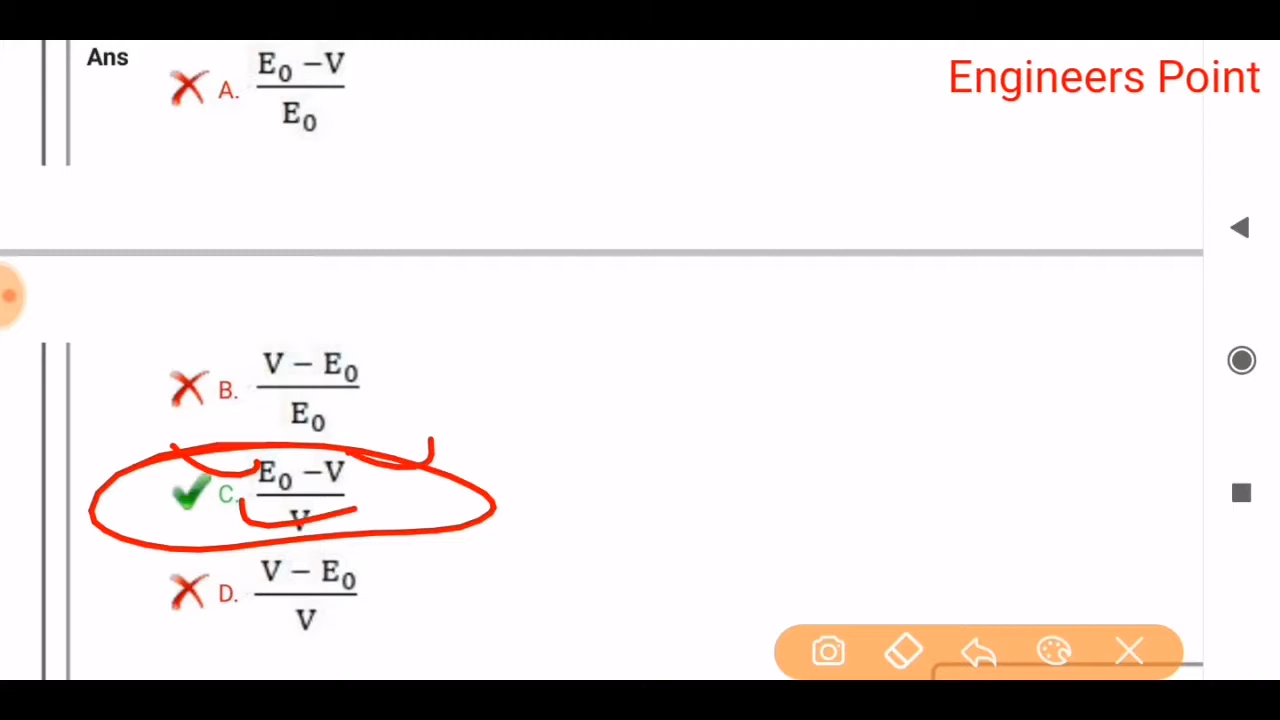 Ans
Engineers Point
A. E₀ − V
E₀
B. V − E₀
E₀
C. E₀ − V
V
D. V − E₀
V